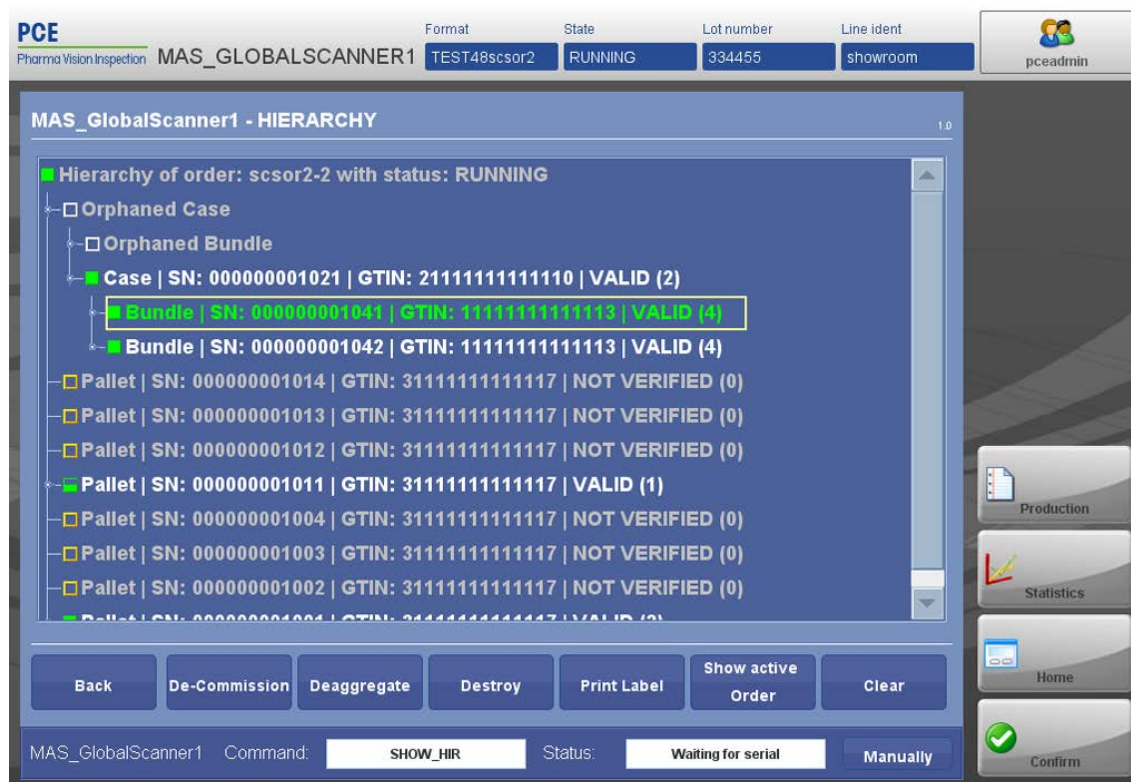 PCE
Pharma Vision Inspection
MAS_GLOBALSCANNER1
Format
TEST48scsor2
State
RUNNING
Lot number
334455
Line ident
showroom
pceadmin
MAS_GlobalScanner1 - HIERARCHY
1.0
Hierarchy of order: scsor2-2 with status: RUNNING
Orphaned Case
Orphaned Bundle
Case | SN: 000000001021 | GTIN: 21111111111110 | VALID (2)
Bundle | SN: 000000001041 | GTIN: 11111111111113 | VALID (4)
Bundle | SN: 000000001042 | GTIN: 11111111111113 | VALID (4)
Pallet | SN: 000000001014 | GTIN: 31111111111117 | NOT VERIFIED (0)
Pallet | SN: 000000001013 | GTIN: 31111111111117 | NOT VERIFIED (0)
Pallet | SN: 000000001012 | GTIN: 31111111111117 | NOT VERIFIED (0)
Pallet | SN: 000000001011 | GTIN: 31111111111117 | VALID (1)
Pallet | SN: 000000001004 | GTIN: 31111111111117 | NOT VERIFIED (0)
Pallet | SN: 000000001003 | GTIN: 31111111111117 | NOT VERIFIED (0)
Pallet | SN: 000000001002 | GTIN: 31111111111117 | NOT VERIFIED (0)
Production
Statistics
Home
Confirm
Back
De-Commission
Deaggregate
Destroy
Print Label
Show active
Order
Clear
MAS_GlobalScanner1
Command:
SHOW_HIR
Status:
Waiting for serial
Manually